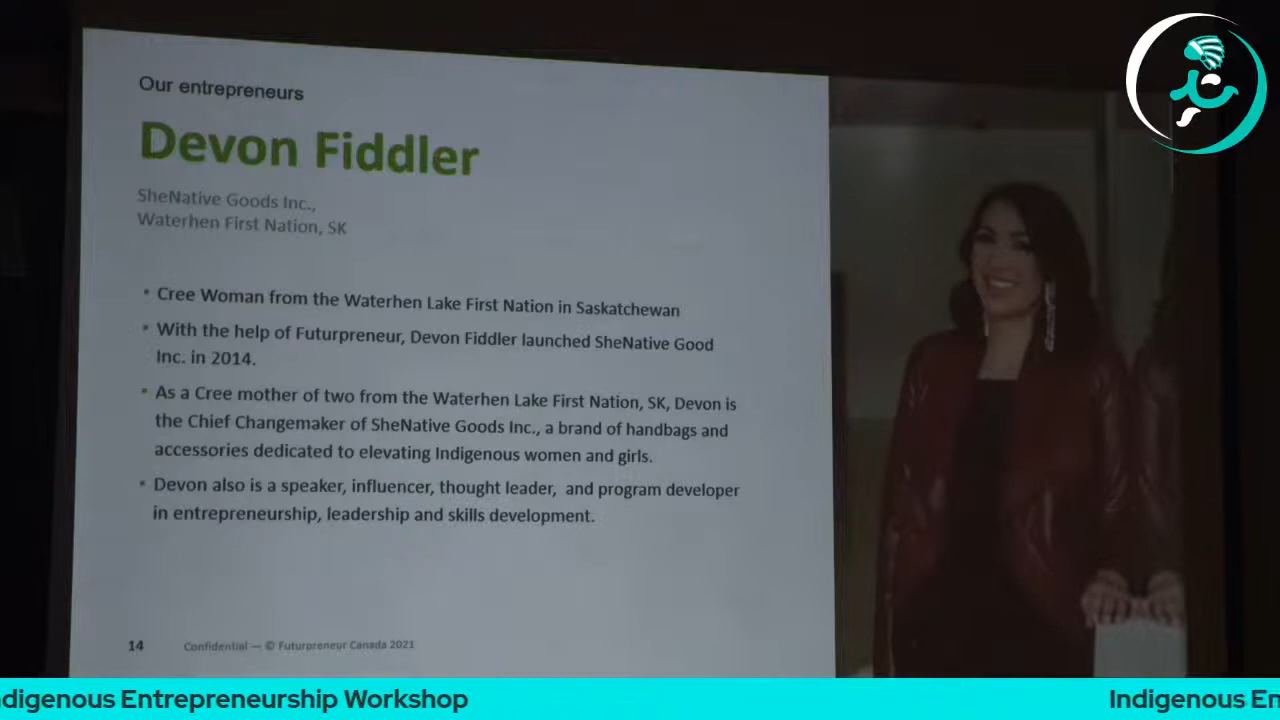 Our entrepreneurs
Devon Fiddler
SheNative Goods Inc.,
Waterhen First Nation, SK
• Cree Woman from the Waterhen Lake First Nation in Saskatchewan
• With the help of Futurpreneur, Devon Fiddler launched SheNative Good
Inc. in 2014.
• As a Cree mother of two from the Waterhen Lake First Nation, SK, Devon is
the Chief Changemaker of SheNative Goods Inc., a brand of handbags and
accessories dedicated to elevating Indigenous women and girls.
• Devon also is a speaker, influencer, thought leader, and program developer
in entrepreneurship, leadership and skills development.
14 Confidential — © Futurpreneur Canada 2021
ndigenous Entrepreneurship Workshop
Indigenous En